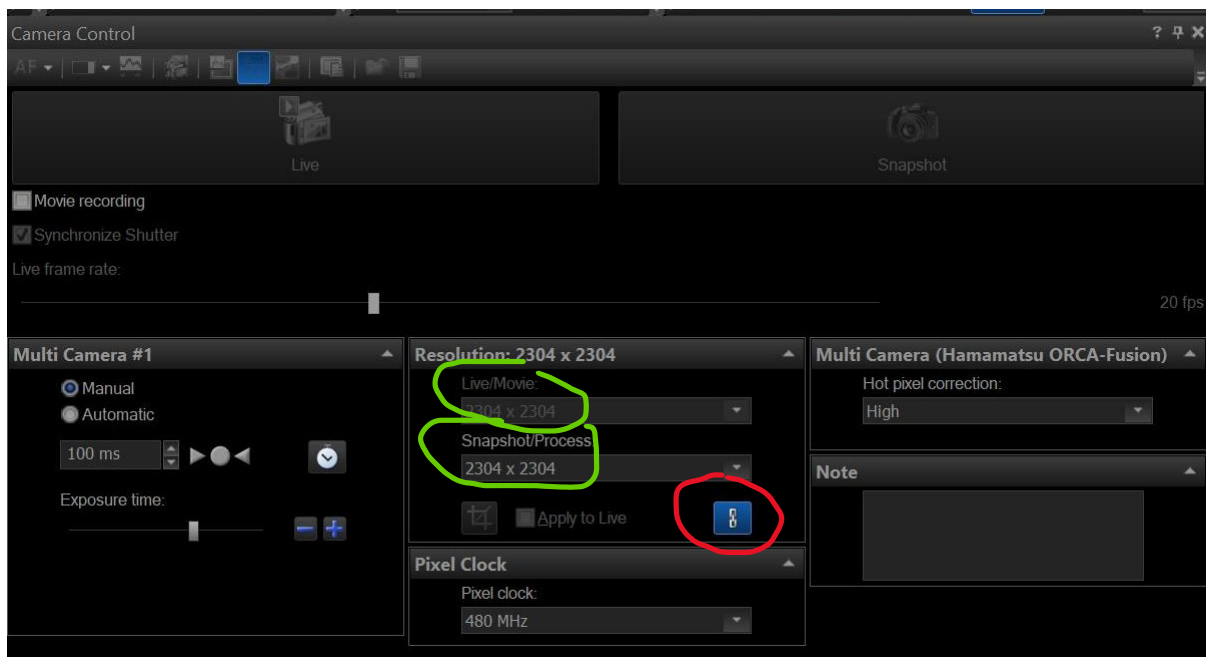 Camera Control
AF
Live
Snapshot
Movie recording
Synchronize Shutter
Live frame rate:
20 fps
Multi Camera #1
Manual
Automatic
100 ms
Exposure time:
Resolution: 2304 x 2304
Live/Movie:
2304 x 2304
Snapshot/Process
2304 x 2304
Apply to Live
Pixel Clock
Pixel clock:
480 MHz
Multi Camera (Hamamatsu ORCA-Fusion)
Hot pixel correction:
High
Note